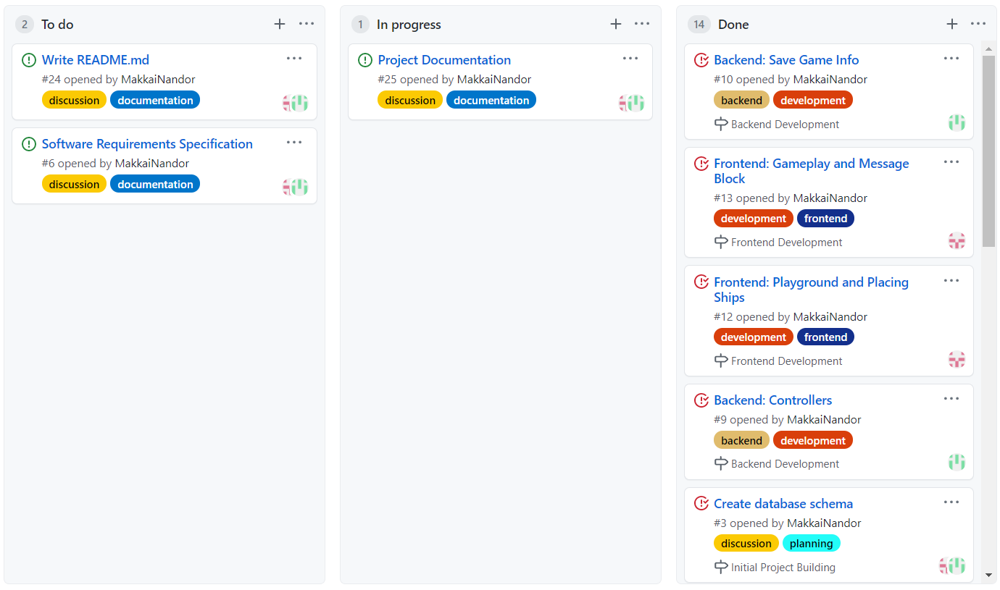 2 To do
Write README.md
#24 opened by MakkaiNandor
discussion documentation
Software Requirements Specification
#6 opened by MakkaiNandor
discussion documentation
1 In progress
Project Documentation
#25 opened by MakkaiNandor
discussion documentation
14 Done
Backend: Save Game Info
#10 opened by MakkaiNandor
backend development
Backend Development
Frontend: Gameplay and Message
Block
#13 opened by MakkaiNandor
development frontend
Frontend Development
Frontend: Playground and Placing
Ships
#12 opened by MakkaiNandor
development frontend
Frontend Development
Backend: Controllers
#9 opened by MakkaiNandor
backend development
Backend Development
Create database schema
#3 opened by MakkaiNandor
discussion planning
Initial Project Building